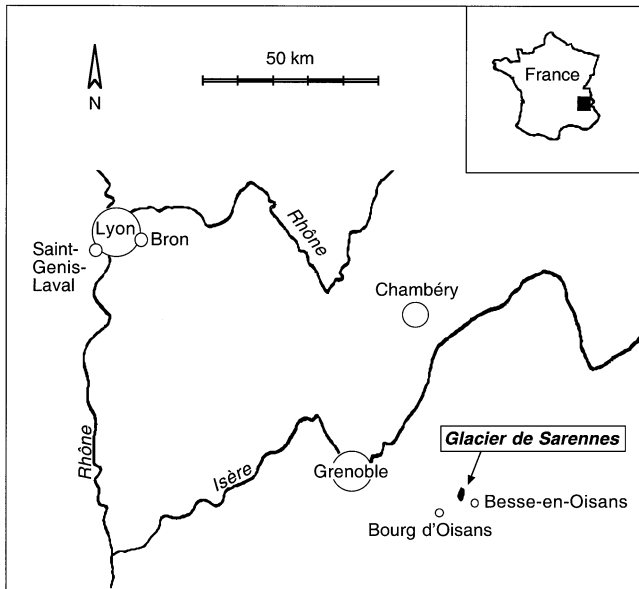 50 km
N
France
Rhône
Lyon
Bron
Saint-
Genis-
Laval
Chambéry
Rhône
Isère
Grenoble
Glacier de Sarennes
Besse-en-Oisans
Bourg d'Oisans